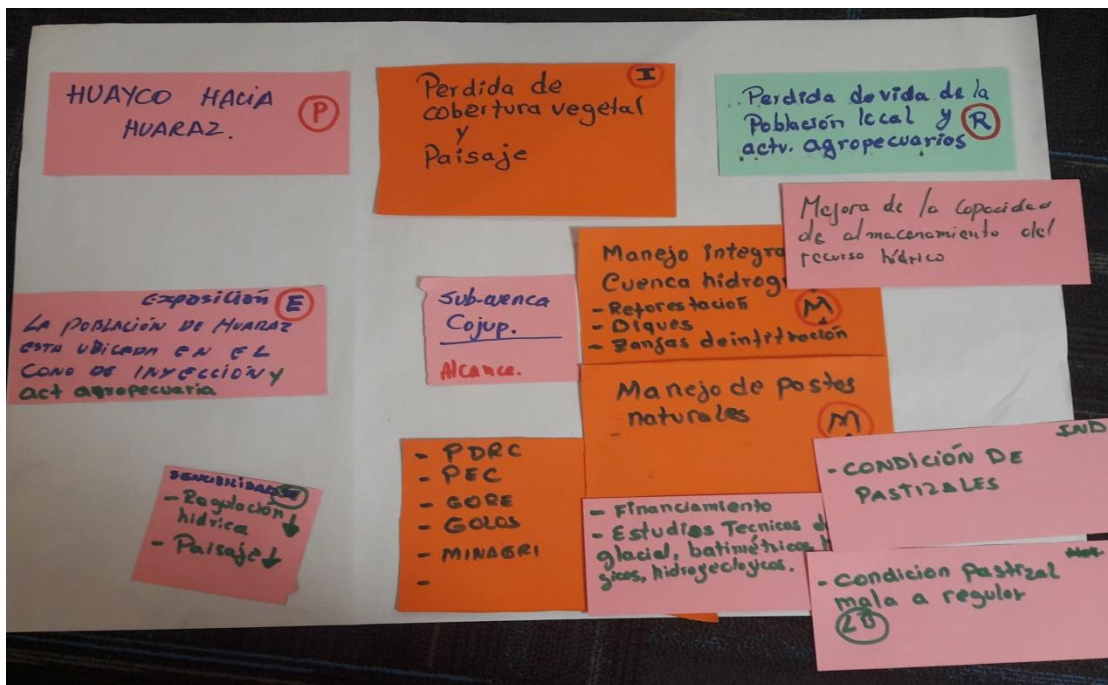 HUAYCO HACIA
HUARAZ.
P
Perdida de
cobertura vegetal
y
Paisaje
I
Perdida de vida de la
Población local y
actv. agropecuarios
R
Mejora de la capacidad
de almacenamiento del
recurso hídrico
Manejo integra
Cuenca hidrog
- Reforestación
- Diques
- Zanjas de infiltración
M
Exposición E
LA POBLACIÓN DE HUARAZ
ESTA UBICADA EN EL
CONO DE INYECCIÓN y
act agropecuaria
Sub-cuenca
Cojup.
Alcance.
Manejo de pastos
naturales
M
SENCIBILIDAD SE
- Regulación ↓
hídrica
- Paisaje ↓
- PDRC
- PEC
- GORE
- GOLOS
- MINAGRI
-
- Financiamiento
- Estudios Tecnicos d
glacial, batimétricos h
gicos, hidrogeologicos.
IND
- CONDICIÓN DE
PASTIZALES
- Condicion Pastizal
mala a regular
20